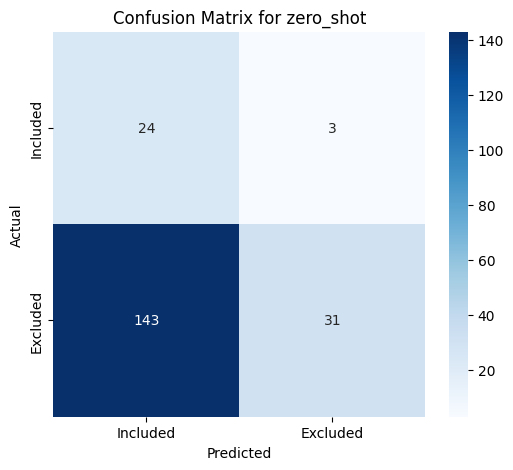 Confusion Matrix for zero_shot
Actual
Included
Excluded
24
3
143
31
Included
Excluded
Predicted
140
120
100
80
60
40
20